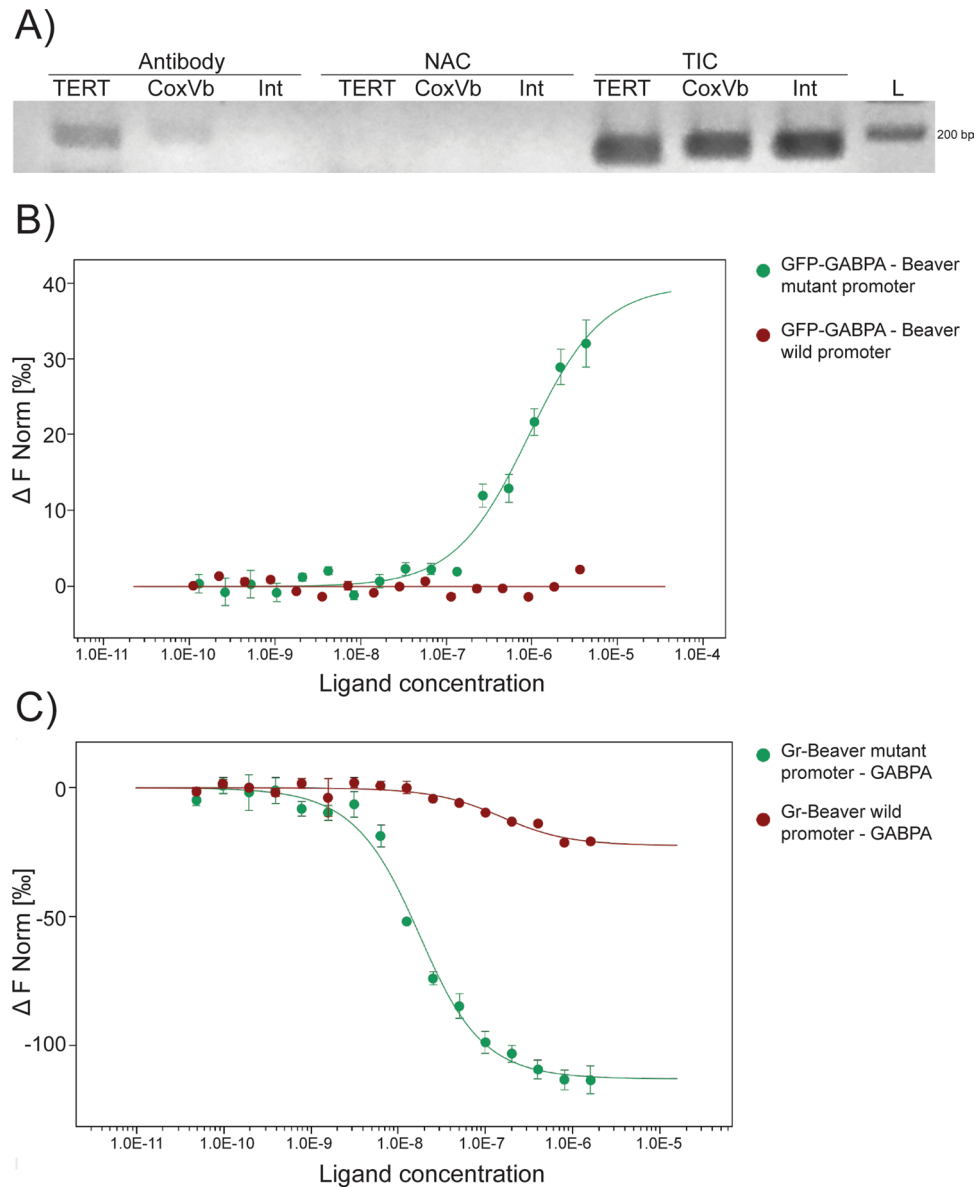 A)
Antibody NAC TIC
TERT CoxVb Int TERT CoxVb Int TERT CoxVb Int L
200 bp
B)
40
30
20
10
0
Δ F Norm [‰]
1.0E-11 1.0E-10 1.0E-9 1.0E-8 1.0E-7 1.0E-6 1.0E-5 1.0E-4
Ligand concentration
GFP-GABPA - Beaver
mutant promoter
GFP-GABPA - Beaver
wild promoter
C)
0
-50
-100
Δ F Norm [‰]
1.0E-11 1.0E-10 1.0E-9 1.0E-8 1.0E-7 1.0E-6 1.0E-5
Ligand concentration
Gr-Beaver mutant
promoter - GABPA
Gr-Beaver wild
promoter - GABPA